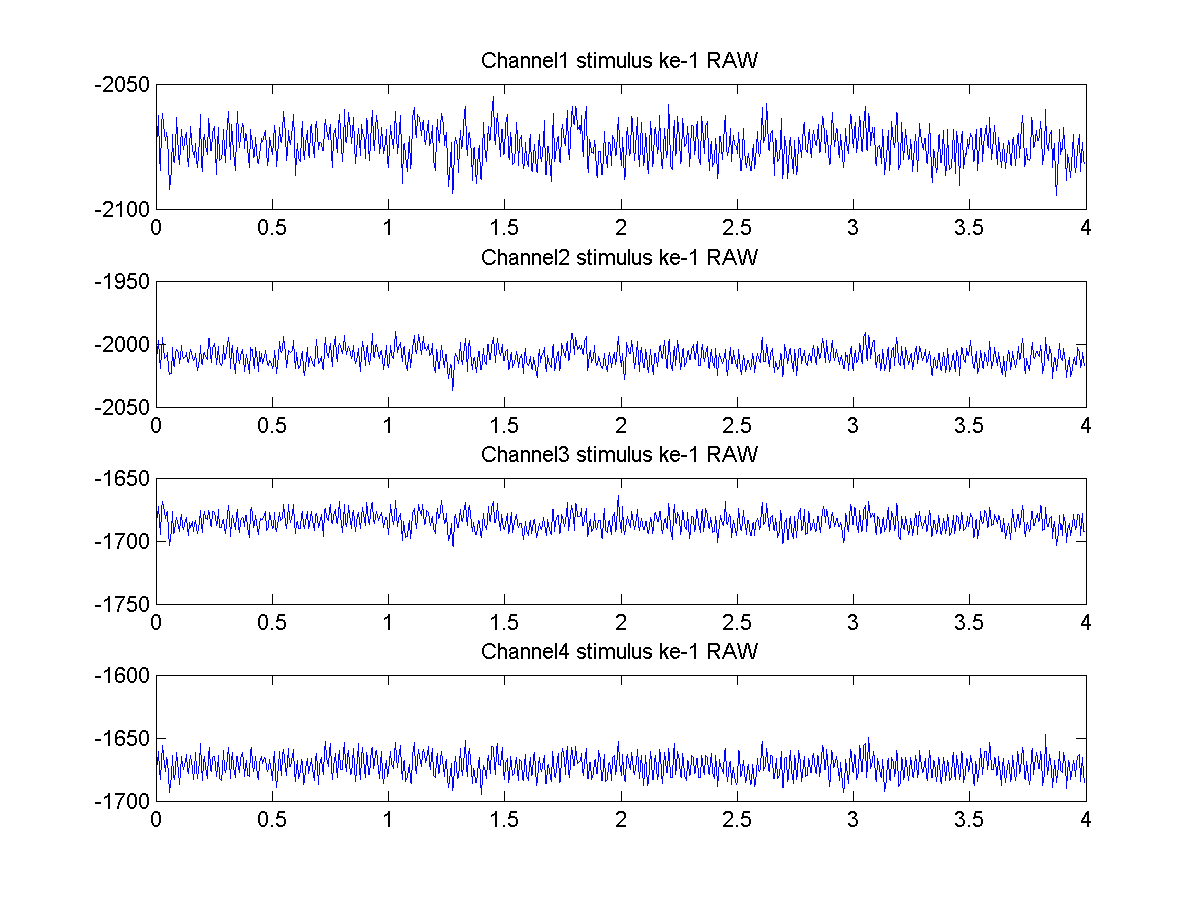 Channel1 stimulus ke-1 RAW
-2050
-2100
0 0.5 1 1.5 2 2.5 3 3.5 4
Channel2 stimulus ke-1 RAW
-1950
-2000
-2050
0 0.5 1 1.5 2 2.5 3 3.5 4
Channel3 stimulus ke-1 RAW
-1650
-1700
-1750
0 0.5 1 1.5 2 2.5 3 3.5 4
Channel4 stimulus ke-1 RAW
-1600
-1650
-1700
0 0.5 1 1.5 2 2.5 3 3.5 4